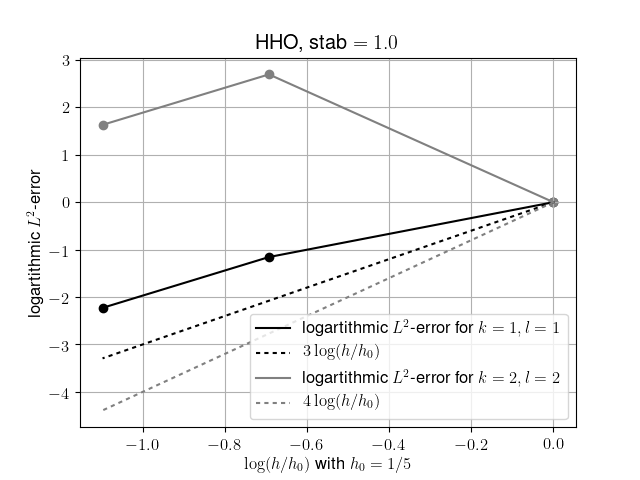 HHO, stab = 1.0
3
2
1
0
−1
−2
−3
−4
logartithmic L²-error
logartithmic L²-error for k = 1, l = 1
3 log(h/h₀)
logartithmic L²-error for k = 2, l = 2
4 log(h/h₀)
−1.0 −0.8 −0.6 −0.4 −0.2 0.0
log(h/h₀) with h₀ = 1/5